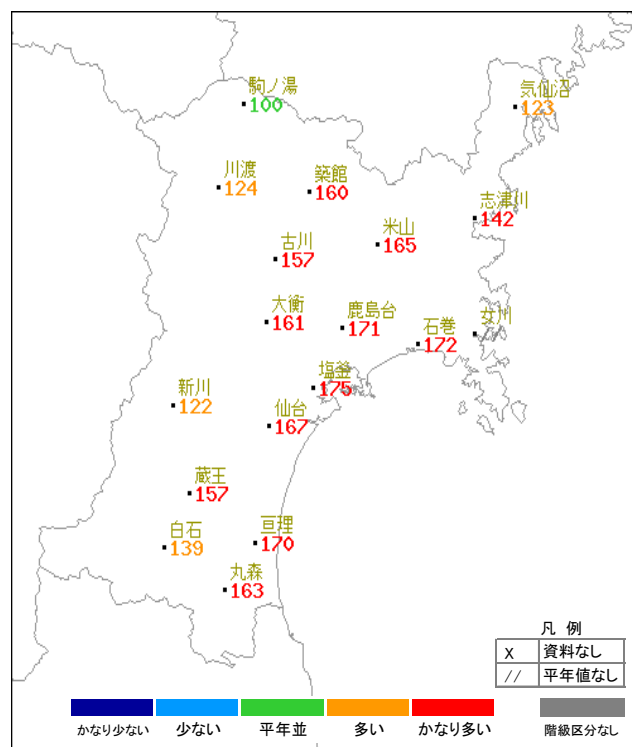 駒ノ湯
100
気仙沼
123
川渡
124
築館
160
志津川
142
米山
165
古川
157
大衡
161
鹿島台
171
石巻
172
女川
//
塩釜
175
新川
122
仙台
167
蔵王
157
白石
139
亘理
170
丸森
163
凡 例
X 資料なし
// 平年値なし
かなり少ない 少ない 平年並 多い かなり多い 階級区分なし